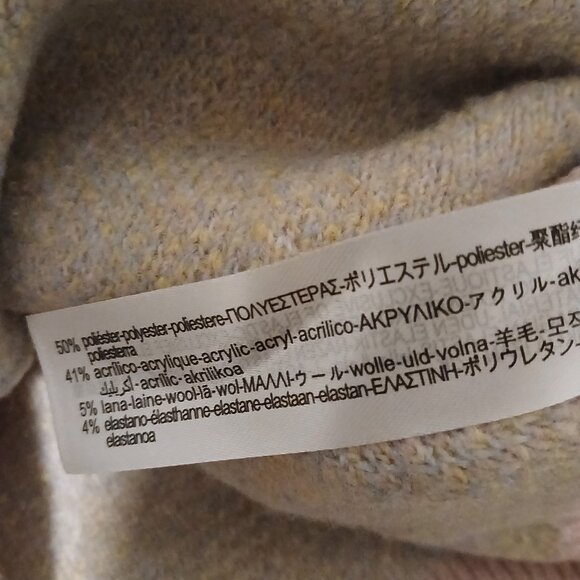 50% poliéster-polyester-poliestere-ΠΟΛΥΕΣΤΕΡΑΣ-ポリエステル-poliester-聚酯纤
poliesterra
41% acrílico-acrylique-acrylic-acryl-acrilico-ΑΚΡΥΛΙΚΟ-アクリル-ak
أكريليك -acrilic-akrilikoa
5% lana-laine-wool-lã-wol-ΜΑΛΛΙ-ウール-wolle-uld-volna-羊毛-모직
4% elastano-élasthanne-elastane-elastaan-elastan-ΕΛΑΣΤΙΝΗ-ポリウレタン-
elastanoa